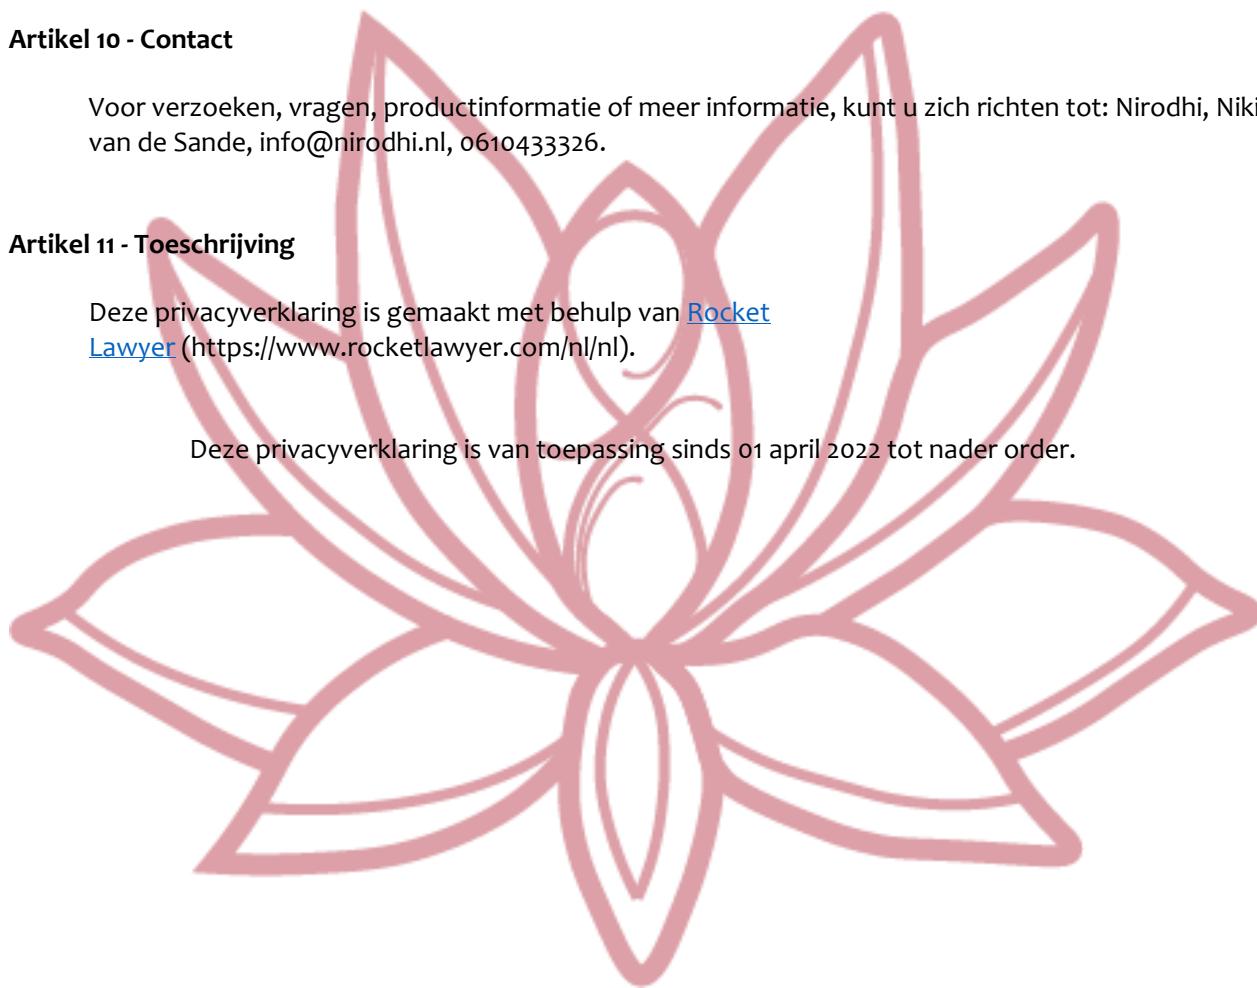 Artikel 10 - Contact
Voor verzoeken, vragen, productinformatie of meer informatie, kunt u zich richten tot: Nirodhi, Niki
van de Sande, info@nirodhi.nl, 0610433326.
Artikel 11 - Toeschrijving
Deze privacyverklaring is gemaakt met behulp van Rocket
Lawyer (https://www.rocketlawyer.com/nl/nl).
Deze privacyverklaring is van toepassing sinds 01 april 2022 tot nader order.